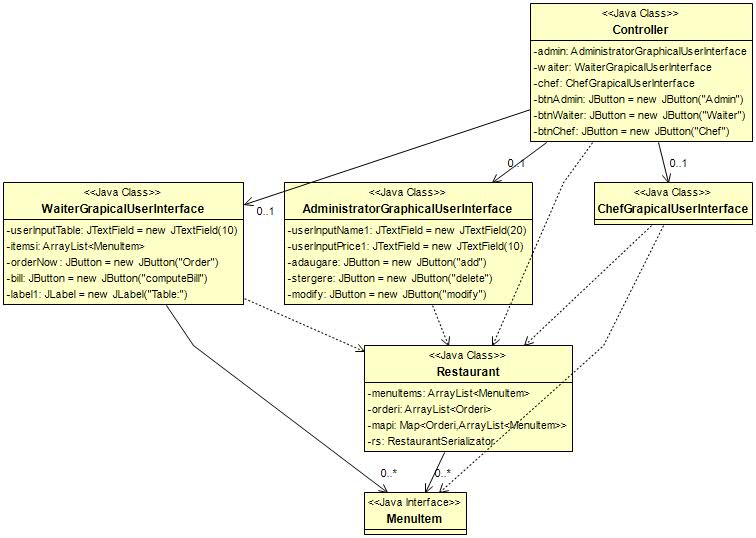 <<Java Class>>
Controller
-admin: AdministratorGraphicalUserInterface
-waiter: WaiterGrapicalUserInterface
-chef: ChefGrapicalUserInterface
-btnAdmin: JButton = new JButton("Admin")
-btnWaiter: JButton = new JButton("Waiter")
-btnChef: JButton = new JButton("Chef")
0..1
0..1
0..1
<<Java Class>>
WaiterGrapicalUserInterface
-userInputTable: JTextField = new JTextField(10)
-itemsi: ArrayList<MenuItem>
-orderNow: JButton = new JButton("Order")
-bill: JButton = new JButton("computeBill")
-label1: JLabel = new JLabel("Table:")
<<Java Class>>
AdministratorGraphicalUserInterface
-userInputName1: JTextField = new JTextField(20)
-userInputPrice1: JTextField = new JTextField(10)
-adaugare: JButton = new JButton("add")
-stergere: JButton = new JButton("delete")
-modify: JButton = new JButton("modify")
<<Java Class>>
ChefGrapicalUserInterface
<<Java Class>>
Restaurant
-menuItems: ArrayList<MenuItem>
-orderi: ArrayList<Orderi>
-mapi: Map<Orderi,ArrayList<MenuItem>>
-rs: RestaurantSerializator
0..*
0..*
<<Java Interface>>
MenuItem